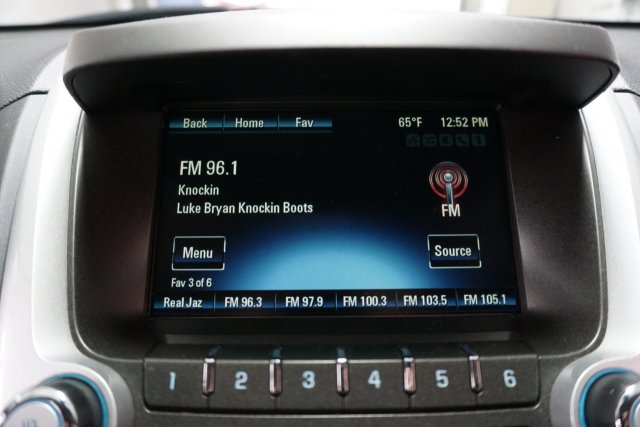 Back Home Fav 65°F 12:52 PM
FM 96.1
Knockin
Luke Bryan Knockin Boots
FM
Menu Source
Fav 3 of 6
Real Jaz FM 96.3 FM 97.9 FM 100.3 FM 103.5 FM 105.1
1 2 3 4 5 6